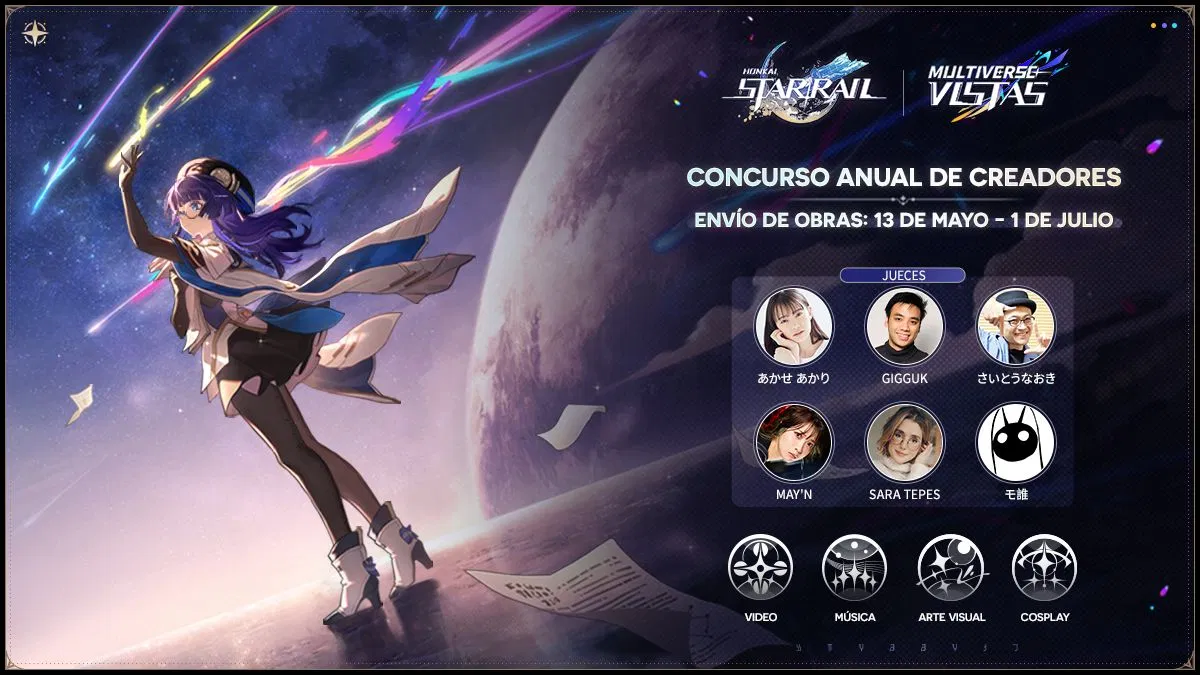 HONKAI
STAR RAIL
MULTIVERSE
VISTAS
CONCURSO ANUAL DE CREADORES
ENVÍO DE OBRAS: 13 DE MAYO – 1 DE JULIO
JUECES
あかせ あかり
GIGGUK
さいとうなおき
MAY'N
SARA TEPES
モ誰
VIDEO
MÚSICA
ARTE VISUAL
COSPLAY